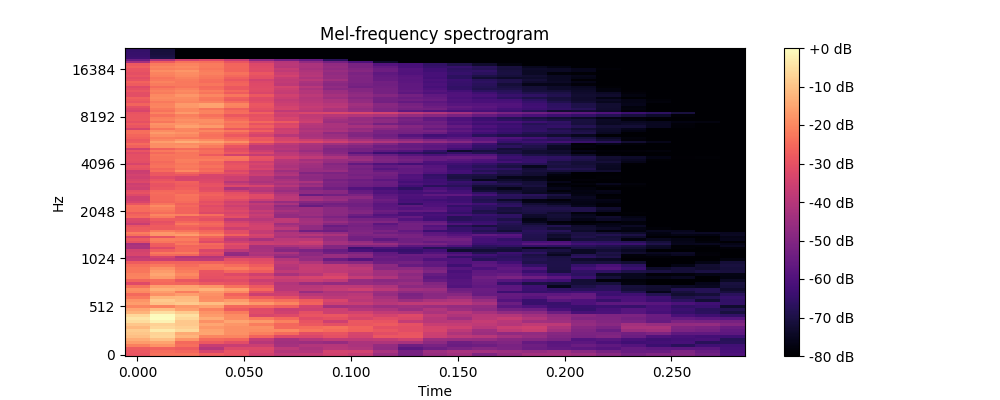 Mel-frequency spectrogram
Hz
16384
8192
4096
2048
1024
512
0
0.000 0.050 0.100 0.150 0.200 0.250
Time
+0 dB
-10 dB
-20 dB
-30 dB
-40 dB
-50 dB
-60 dB
-70 dB
-80 dB